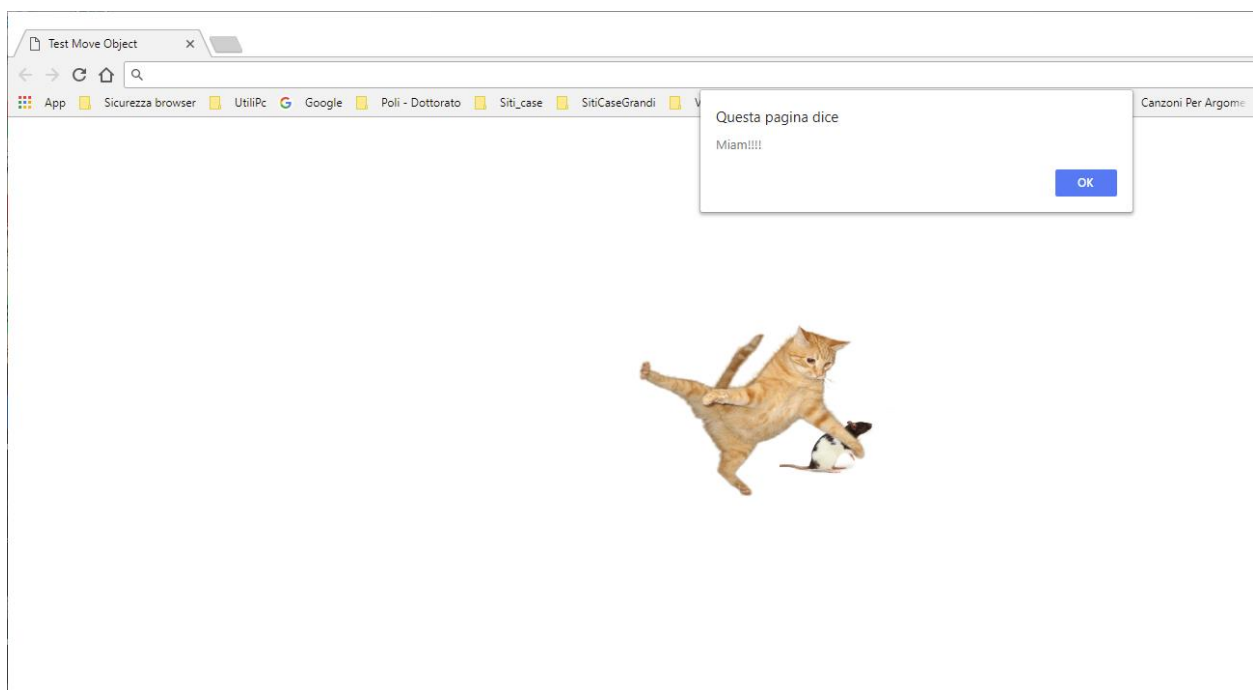 Test Move Object
App Sicurezza browser UtiliPc Google Poli - Dottorato Siti_case SitiCaseGrandi V Canzoni Per Argome
Questa pagina dice
Miam!!!!
OK